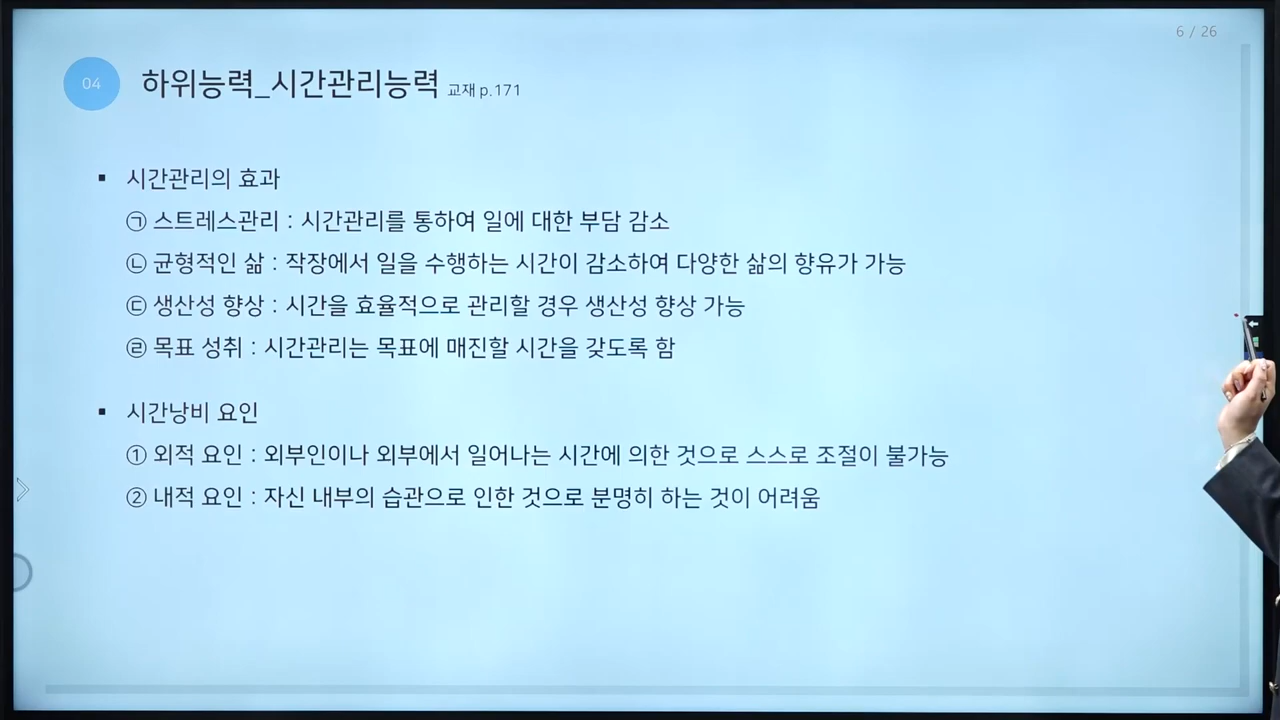 6 / 26
04 하위능력_시간관리능력 교재 p.171
▪ 시간관리의 효과
㉠ 스트레스관리 : 시간관리를 통하여 일에 대한 부담 감소
㉡ 균형적인 삶 : 작장에서 일을 수행하는 시간이 감소하여 다양한 삶의 향유가 가능
㉢ 생산성 향상 : 시간을 효율적으로 관리할 경우 생산성 향상 가능
㉣ 목표 성취 : 시간관리는 목표에 매진할 시간을 갖도록 함
▪ 시간낭비 요인
① 외적 요인 : 외부인이나 외부에서 일어나는 시간에 의한 것으로 스스로 조절이 불가능
② 내적 요인 : 자신 내부의 습관으로 인한 것으로 분명히 하는 것이 어려움